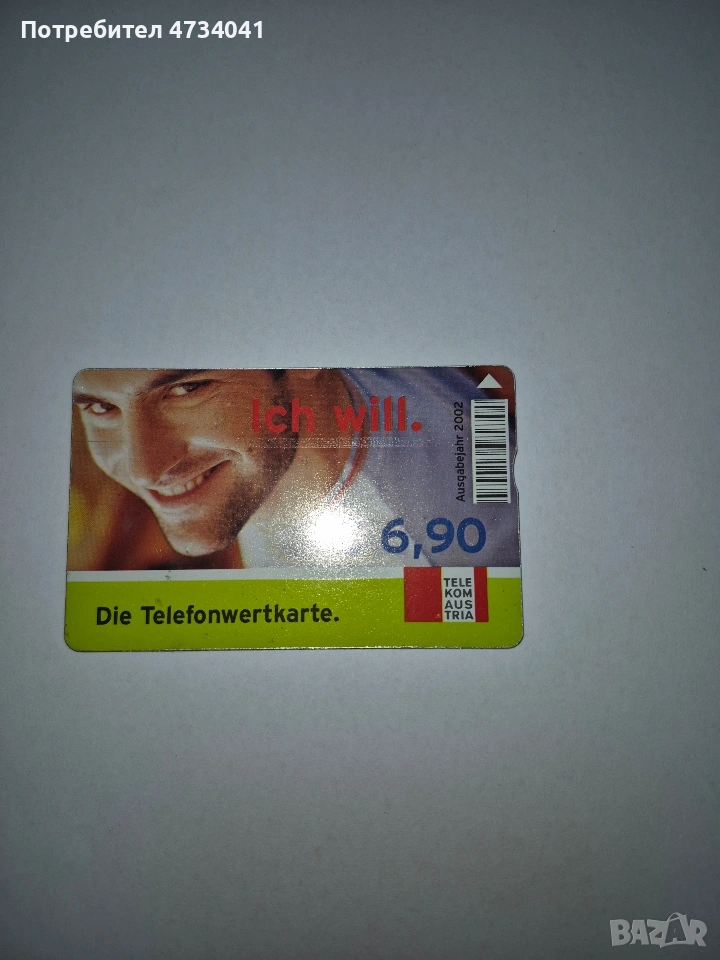 Потребител 4734041
Ich will.
Ausgabejahr 2002
6,90
Die Telefonwertkarte.
TELE
KOM
AUS
TRIA
BAZAR